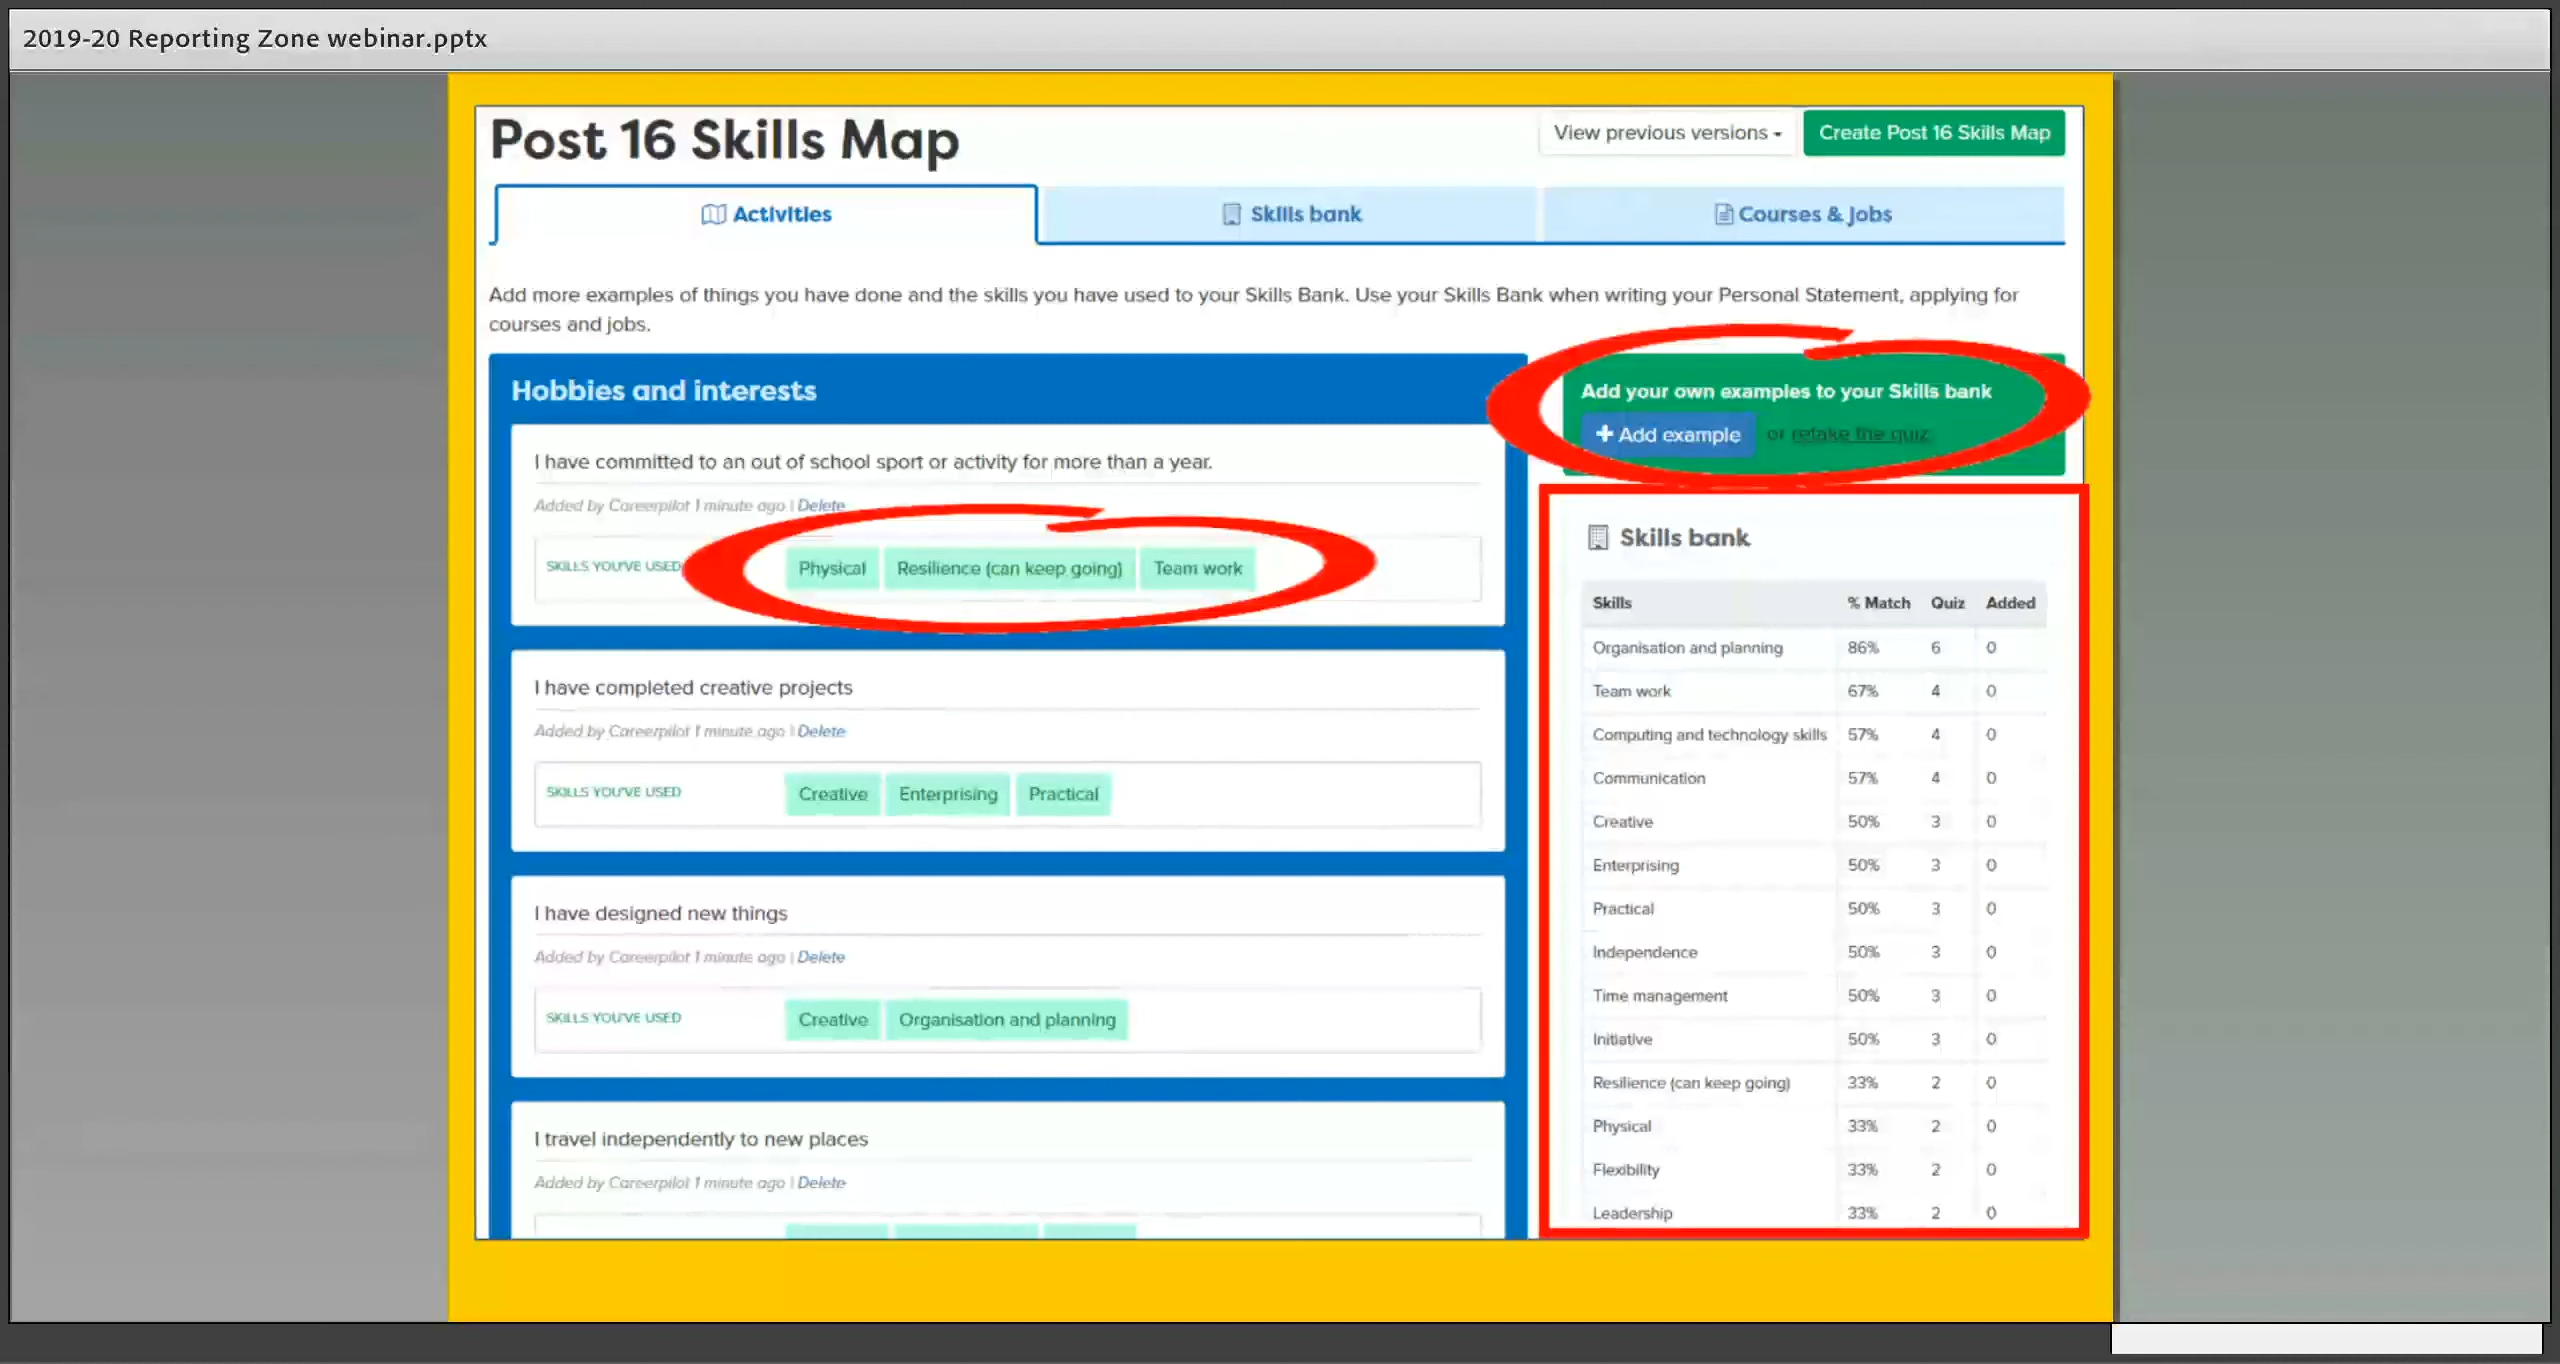 2019-20 Reporting Zone webinar.pptx
Post 16 Skills Map
View previous versions
Create Post 16 Skills Map
Activities
Skills bank
Courses & Jobs
Add more examples of things you have done and the skills you have used to your Skills Bank. Use your Skills Bank when writing your Personal Statement, applying for
courses and jobs.
Hobbies and interests
I have committed to an out of school sport or activity for more than a year.
Added by Careerpilot 1 minute ago | Delete
SKILLS YOU'VE USED Physical Resilience (can keep going) Team work
I have completed creative projects
Added by Careerpilot 1 minute ago | Delete
SKILLS YOU'VE USED Creative Enterprising Practical
I have designed new things
Added by Careerpilot 1 minute ago | Delete
SKILLS YOU'VE USED Creative Organisation and planning
I travel independently to new places
Added by Careerpilot 1 minute ago | Delete
Add your own examples to your Skills bank
+ Add example or retake the quiz
Skills bank
Skills % Match Quiz Added
Organisation and planning 86% 6 0
Team work 67% 4 0
Computing and technology skills 57% 4 0
Communication 57% 4 0
Creative 50% 3 0
Enterprising 50% 3 0
Practical 50% 3 0
Independence 50% 3 0
Time management 50% 3 0
Initiative 50% 3 0
Resilience (can keep going) 33% 2 0
Physical 33% 2 0
Flexibility 33% 2 0
Leadership 33% 2 0